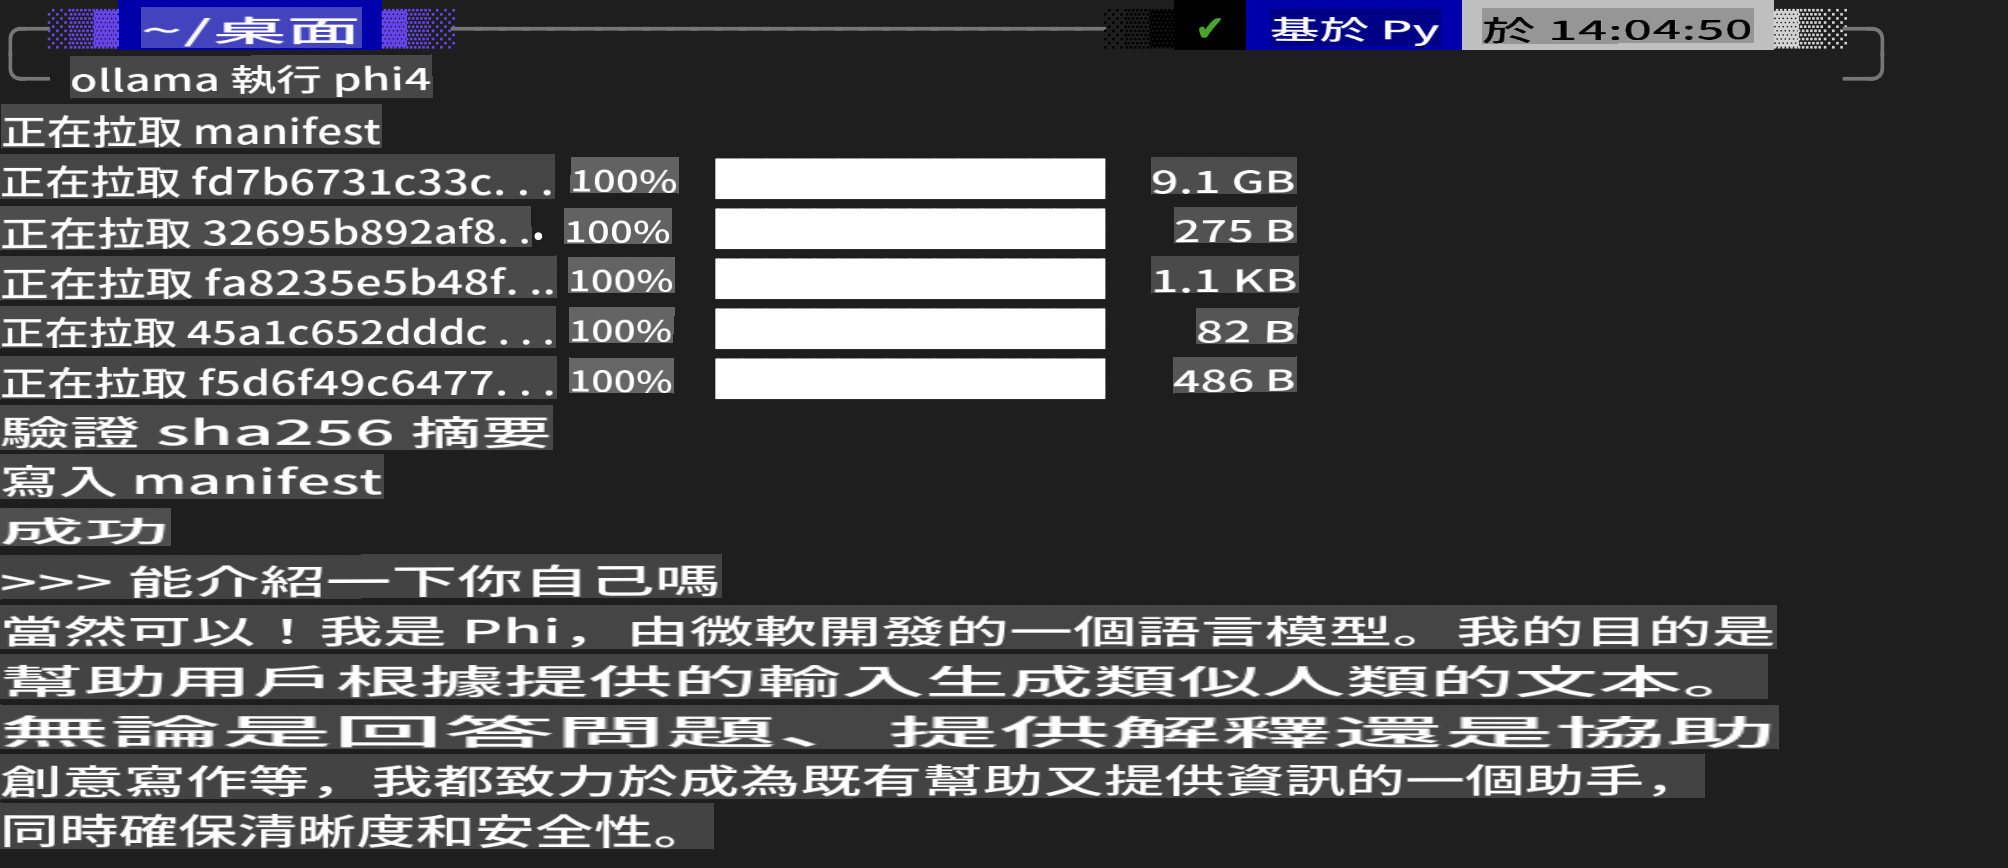 ~/桌面 ✔ 基於 Py 於 14:04:50
ollama 執行 phi4
正在拉取 manifest
正在拉取 fd7b6731c33c... 100% 9.1 GB
正在拉取 32695b892af8... 100% 275 B
正在拉取 fa8235e5b48f... 100% 1.1 KB
正在拉取 45a1c652dddc ... 100% 82 B
正在拉取 f5d6f49c6477... 100% 486 B
驗證 sha256 摘要
寫入 manifest
成功
>>> 能介紹一下你自己嗎
當然可以！我是 Phi，由微軟開發的一個語言模型。我的目的是
幫助用戶根據提供的輸入生成類似人類的文本。
無論是回答問題、提供解釋還是協助
創意寫作等，我都致力於成為既有幫助又提供資訊的一個助手，
同時確保清晰度和安全性。